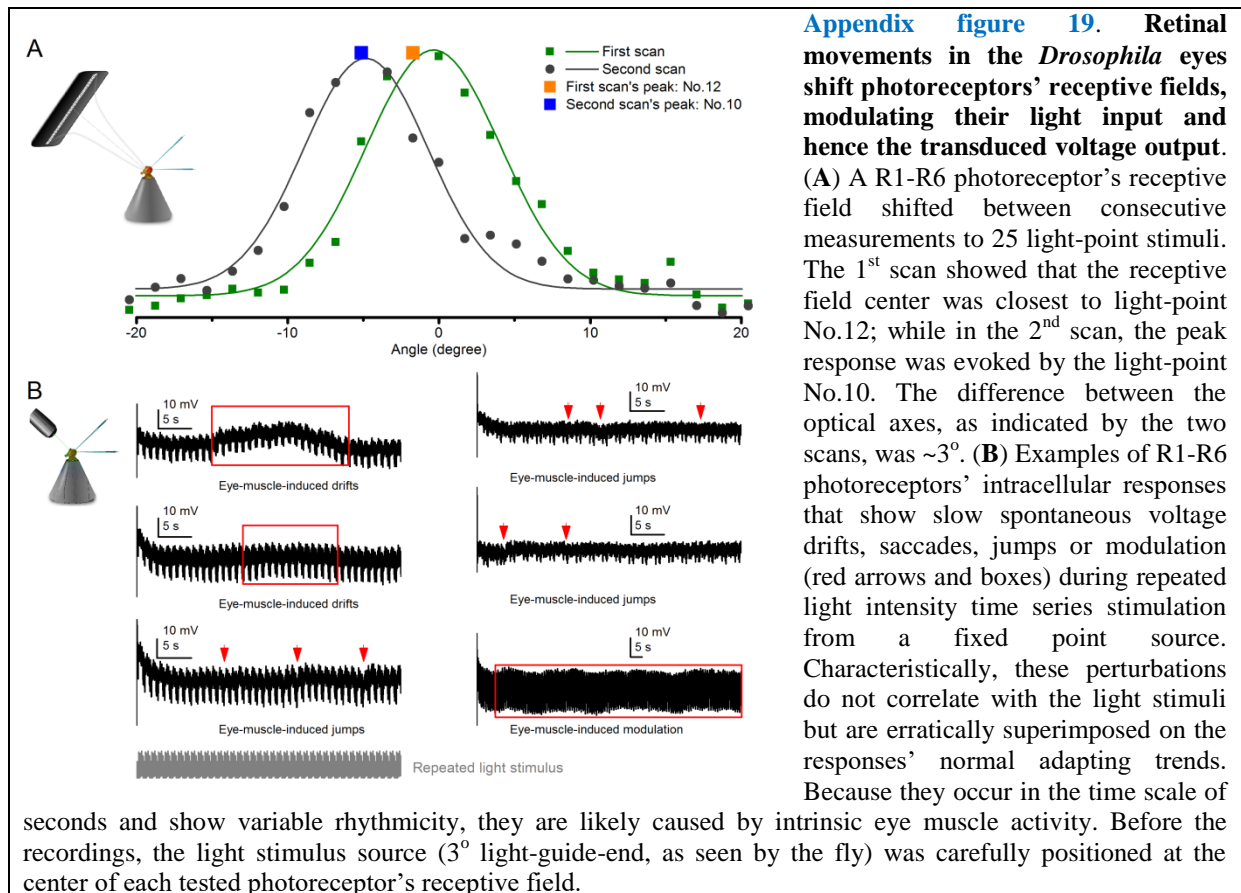 A
First scan
Second scan
First scan's peak: No.12
Second scan's peak: No.10
-20
-10
0
10
20
Angle (degree)
B
10 mV
5 s
Eye-muscle-induced drifts
10 mV
5 s
Eye-muscle-induced jumps
10 mV
5 s
Eye-muscle-induced drifts
10 mV
5 s
Eye-muscle-induced jumps
10 mV
5 s
Eye-muscle-induced jumps
10 mV
5 s
Eye-muscle-induced modulation
Repeated light stimulus
Appendix figure 19. Retinal
movements in the Drosophila eyes
shift photoreceptors’ receptive fields,
modulating their light input and
hence the transduced voltage output.
(A) A R1-R6 photoreceptor’s receptive
field shifted between consecutive
measurements to 25 light-point stimuli.
The 1st scan showed that the receptive
field center was closest to light-point
No.12; while in the 2nd scan, the peak
response was evoked by the light-point
No.10. The difference between the
optical axes, as indicated by the two
scans, was ~3o. (B) Examples of R1-R6
photoreceptors’ intracellular responses
that show slow spontaneous voltage
drifts, saccades, jumps or modulation
(red arrows and boxes) during repeated
light intensity time series stimulation
from a fixed point source.
Characteristically, these perturbations
do not correlate with the light stimuli
but are erratically superimposed on the
responses’ normal adapting trends.
Because they occur in the time scale of
seconds and show variable rhythmicity, they are likely caused by intrinsic eye muscle activity. Before the
recordings, the light stimulus source (3o light-guide-end, as seen by the fly) was carefully positioned at the
center of each tested photoreceptor’s receptive field.